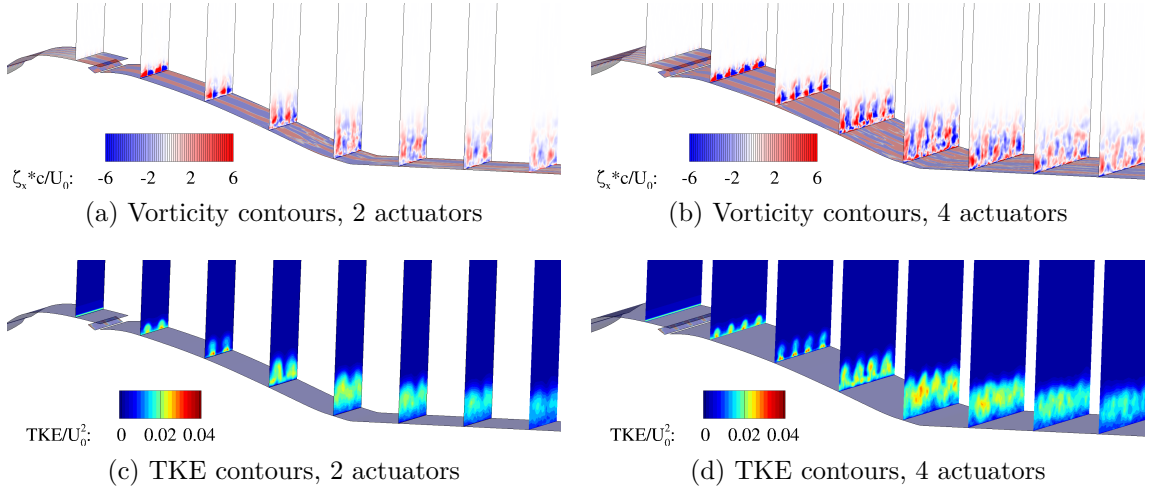 ζₓ*c/U₀: -6 -2 2 6
ζₓ*c/U₀: -6 -2 2 6
(a) Vorticity contours, 2 actuators
(b) Vorticity contours, 4 actuators
TKE/U₀²: 0 0.02 0.04
TKE/U₀²: 0 0.02 0.04
(c) TKE contours, 2 actuators
(d) TKE contours, 4 actuators